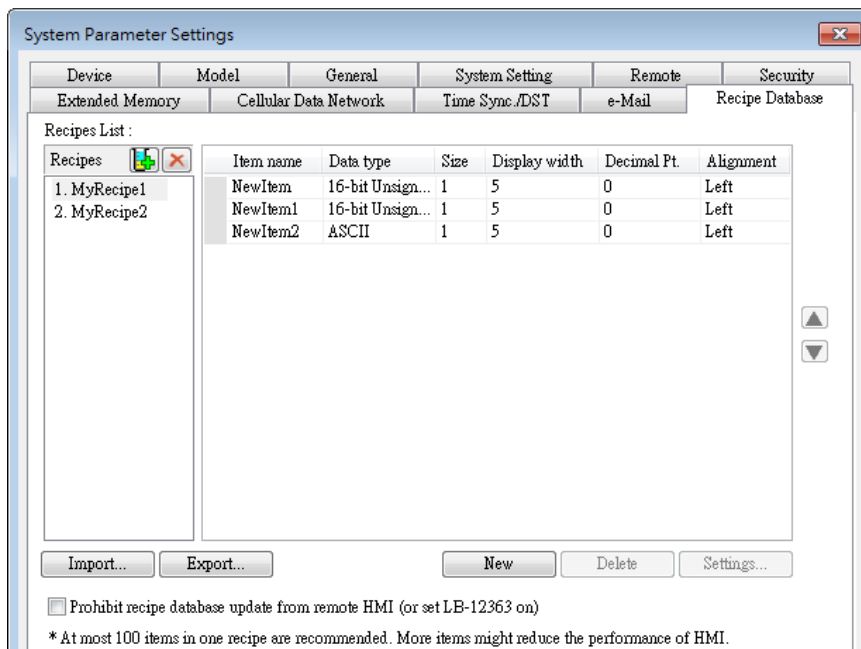 System Parameter Settings
Device Model General System Setting Remote Security
Extended Memory Cellular Data Network Time Sync./DST e-Mail Recipe Database
Recipes List :
Recipes
1. MyRecipe1
2. MyRecipe2
Item name Data type Size Display width Decimal Pt. Alignment
NewItem 16-bit Unsign... 1 5 0 Left
NewItem1 16-bit Unsign... 1 5 0 Left
NewItem2 ASCII 1 5 0 Left
Import... Export... New Delete Settings...
Prohibit recipe database update from remote HMI (or set LB-12363 on)
* At most 100 items in one recipe are recommended. More items might reduce the performance of HMI.